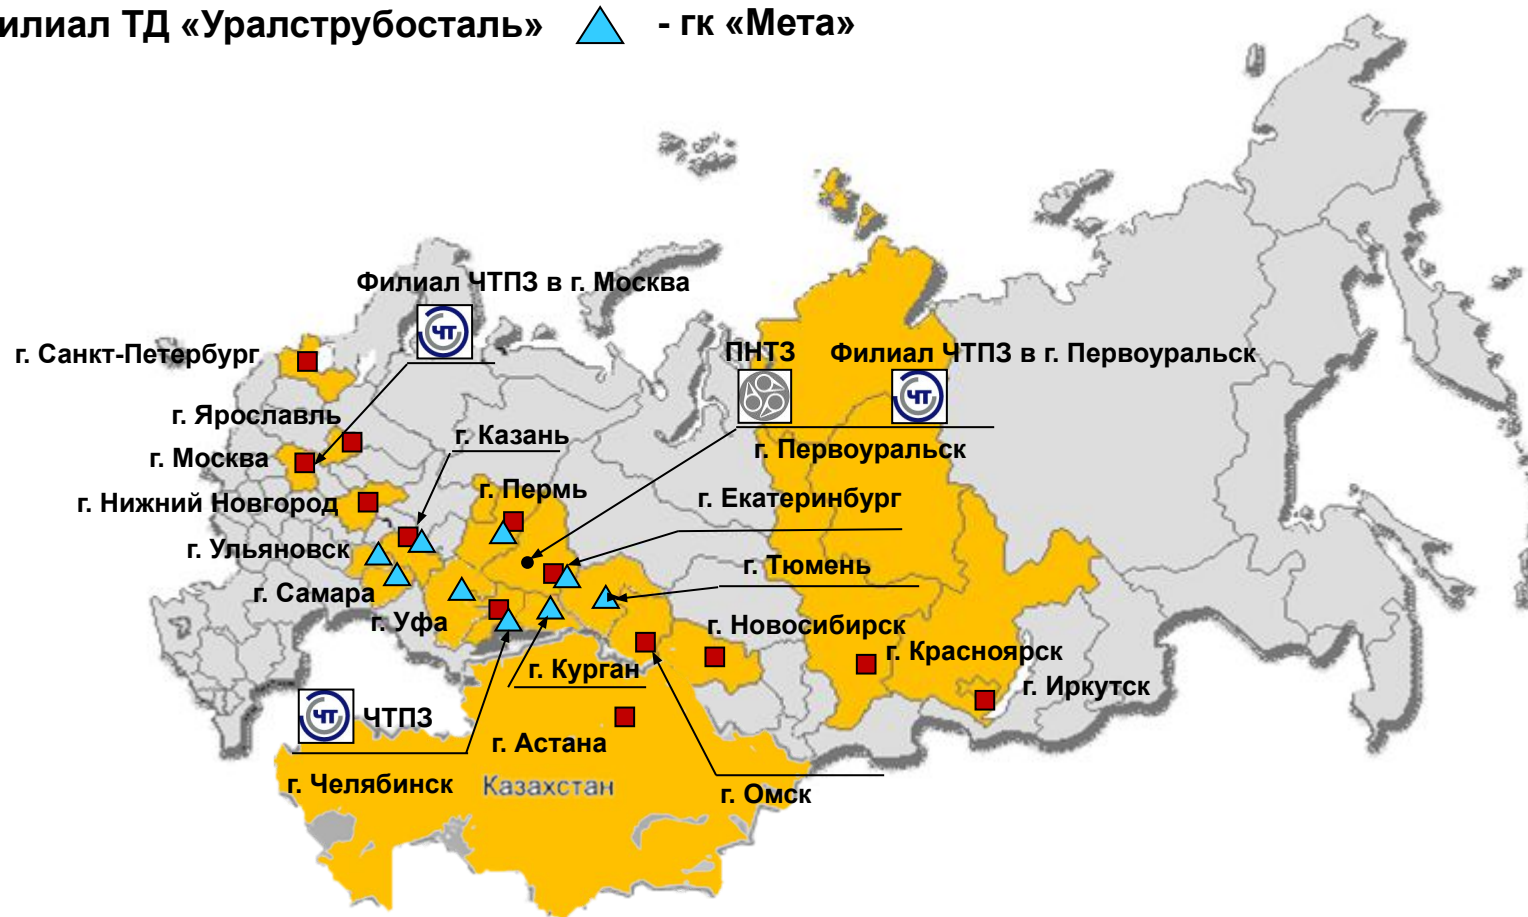 илиал ТД «Уралструбосталь» - гк «Мета»
Филиал ЧТПЗ в г. Москва
ЧТ
г. Санкт-Петербург
ПНТЗ
Филиал ЧТПЗ в г. Первоуральск
ЧТ
г. Ярославль
г. Казань
г. Москва
г. Первоуральск
г. Пермь
г. Екатеринбург
г. Нижний Новгород
г. Ульяновск
г. Тюмень
г. Самара
г. Уфа
г. Новосибирск
г. Красноярск
г. Курган
г. Иркутск
ЧТ
ЧТПЗ
г. Астана
г. Челябинск
Казахстан
г. Омск